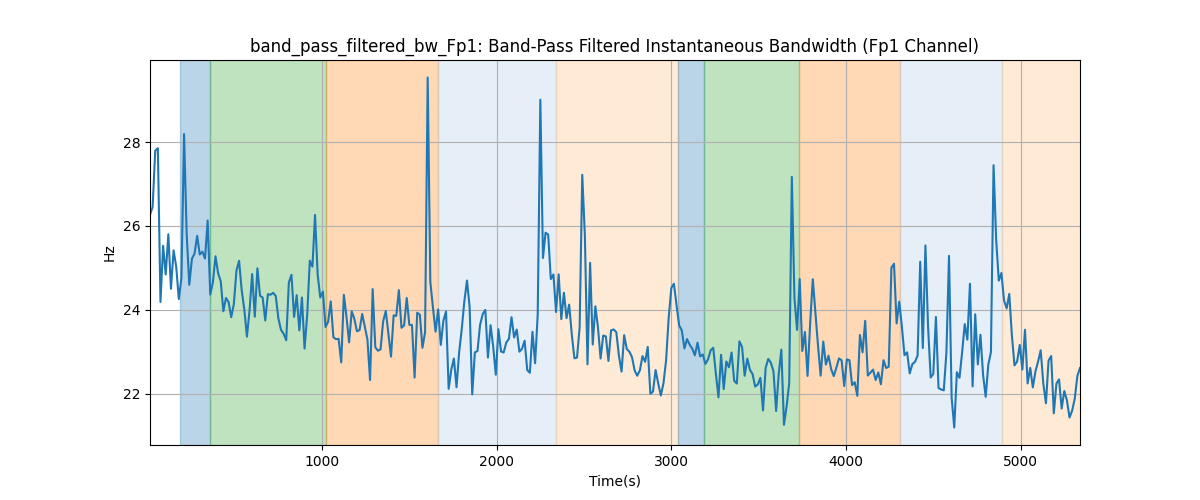 band_pass_filtered_bw_Fp1: Band-Pass Filtered Instantaneous Bandwidth (Fp1 Channel)
28
26
24
22
Hz
1000 2000 3000 4000 5000
Time(s)